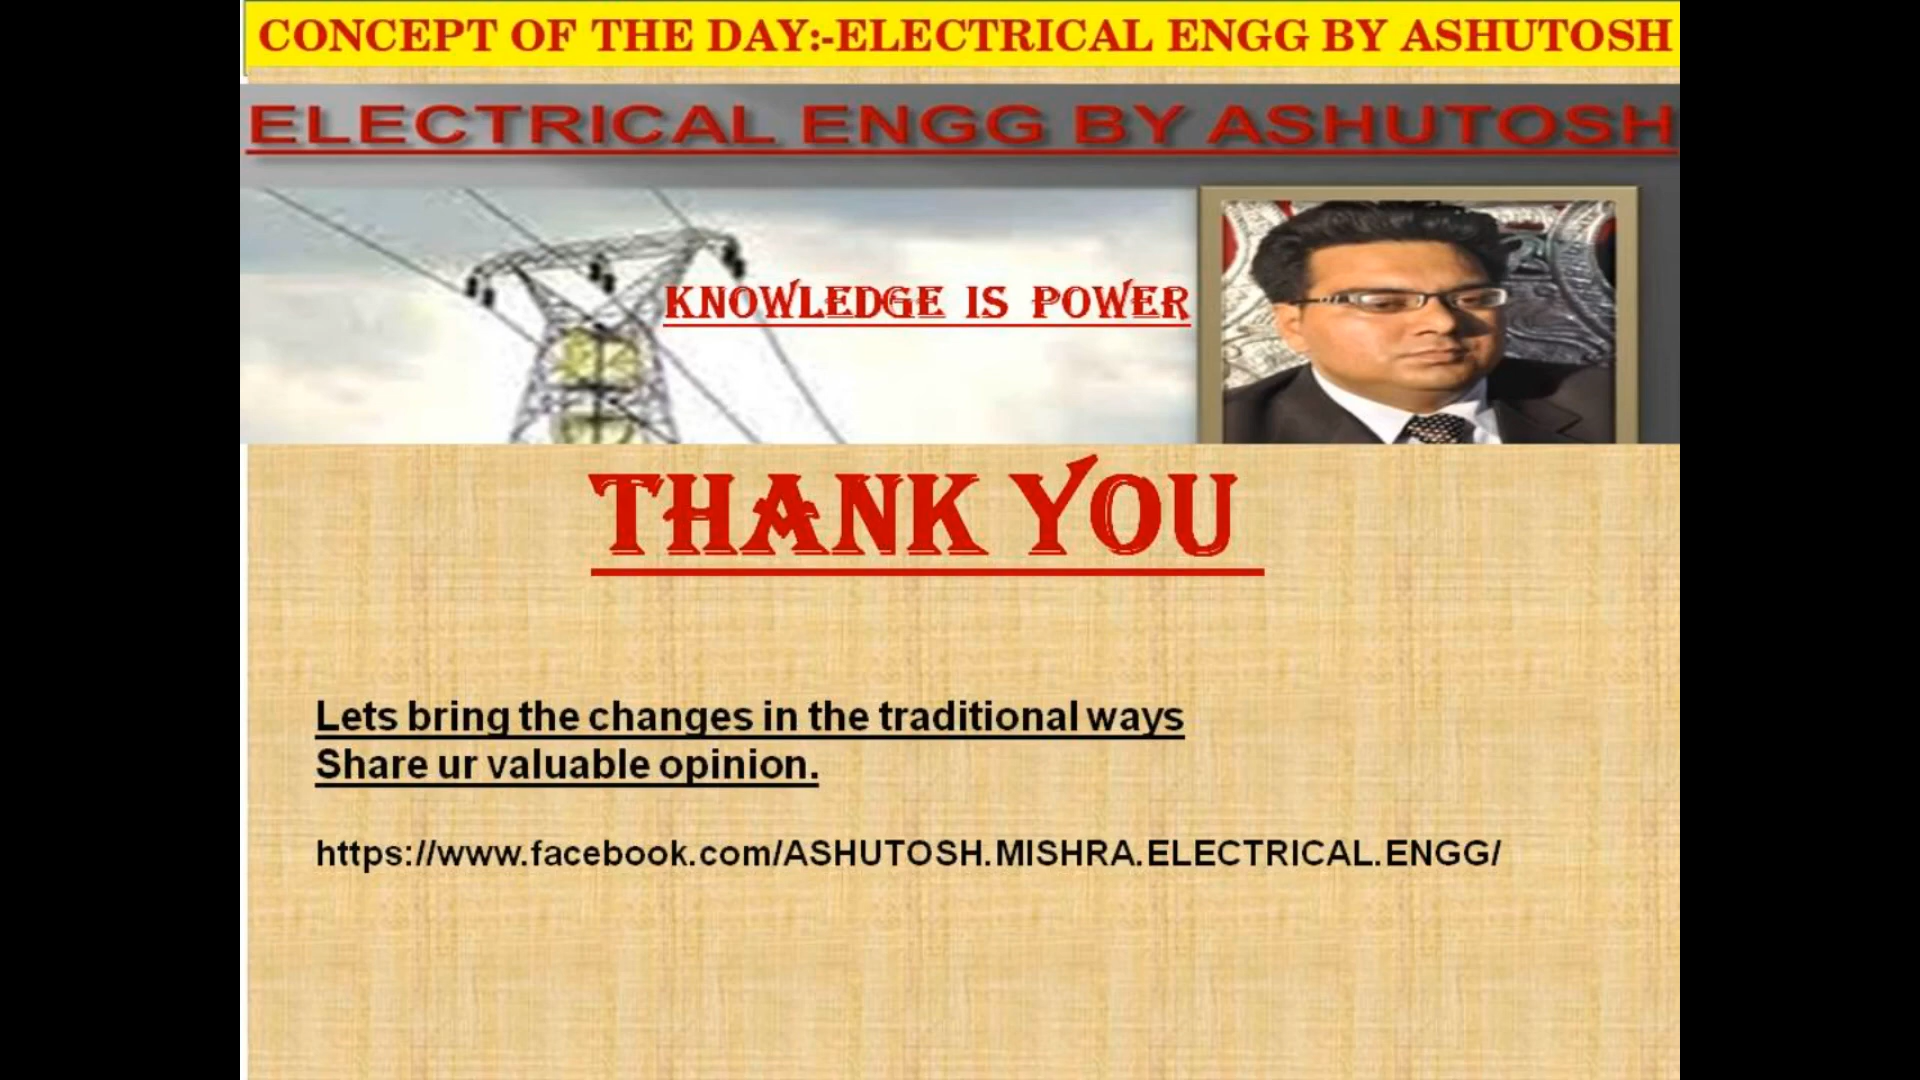 CONCEPT OF THE DAY:-ELECTRICAL ENGG BY ASHUTOSH
ELECTRICAL ENGG BY ASHUTOSH
KNOWLEDGE IS POWER
THANK YOU
Lets bring the changes in the traditional ways
Share ur valuable opinion.
https://www.facebook.com/ASHUTOSH.MISHRA.ELECTRICAL.ENGG/